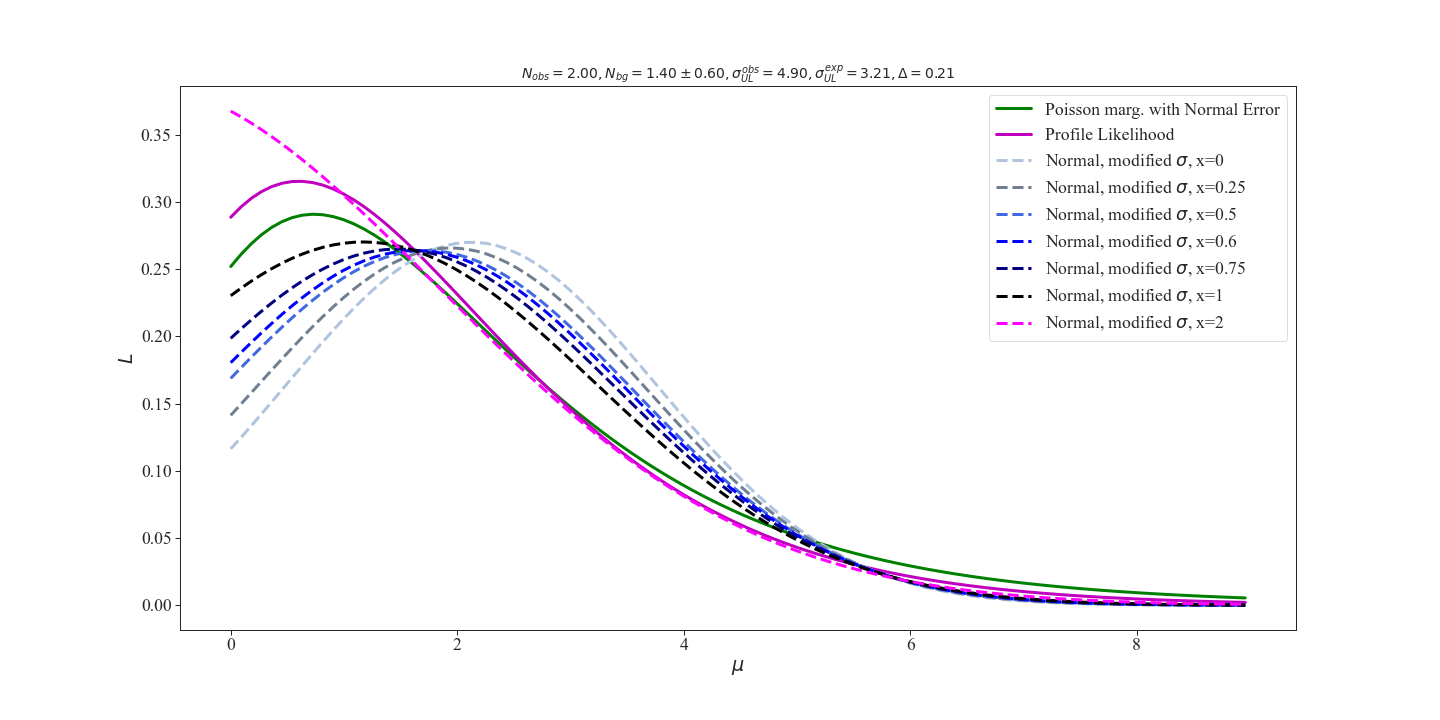 N_obs = 2.00, N_bg = 1.40 ± 0.60, σ_UL^obs = 4.90, σ_UL^exp = 3.21, Δ = 0.21
Poisson marg. with Normal Error
Profile Likelihood
Normal, modified σ, x=0
Normal, modified σ, x=0.25
Normal, modified σ, x=0.5
Normal, modified σ, x=0.6
Normal, modified σ, x=0.75
Normal, modified σ, x=1
Normal, modified σ, x=2
0.35
0.30
0.25
0.20
0.15
0.10
0.05
0.00
L
0 2 4 6 8
μ